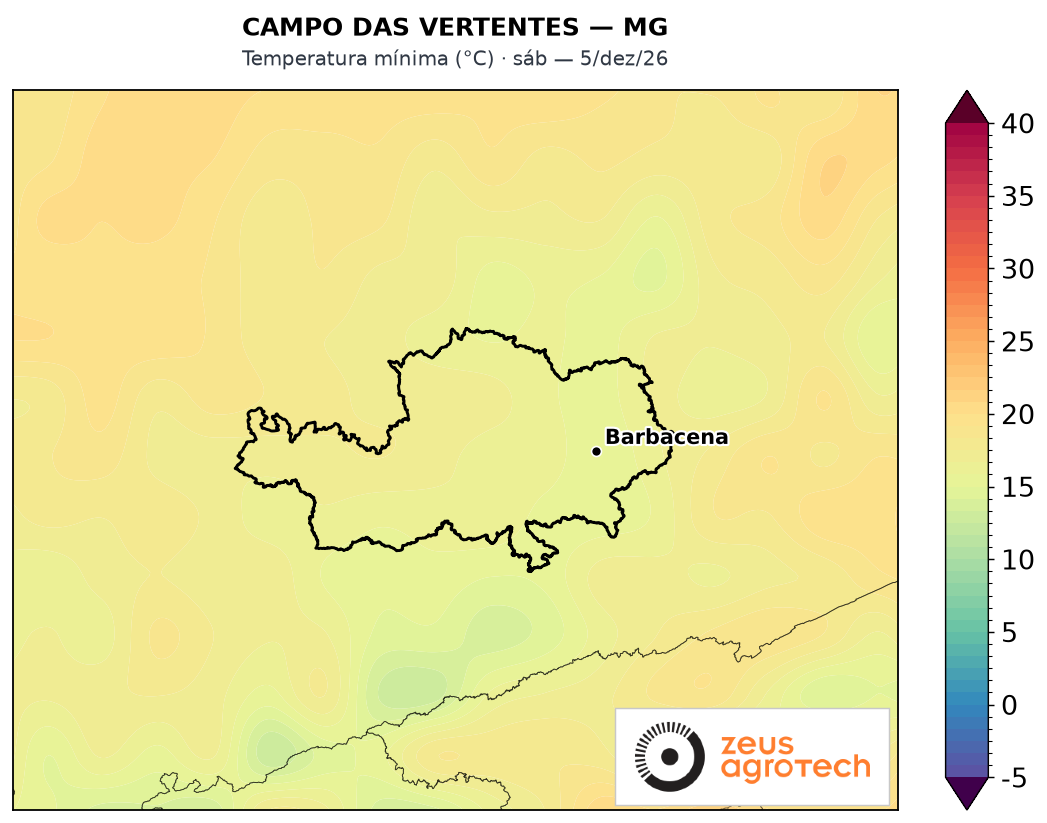 CAMPO DAS VERTENTES — MG
Temperatura mínima (°C) · sáb — 5/dez/26
40
35
30
25
20
15
10
5
0
-5
Barbacena
zeus
agrotech